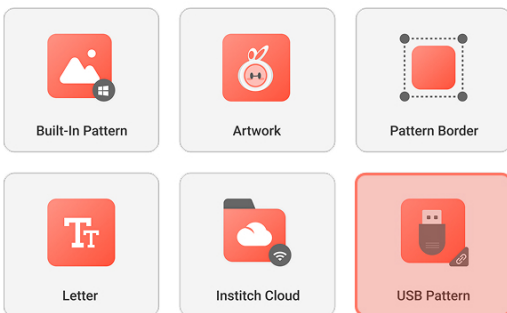 Built-In Pattern
Artwork
Pattern Border
Letter
Institch Cloud
USB Pattern